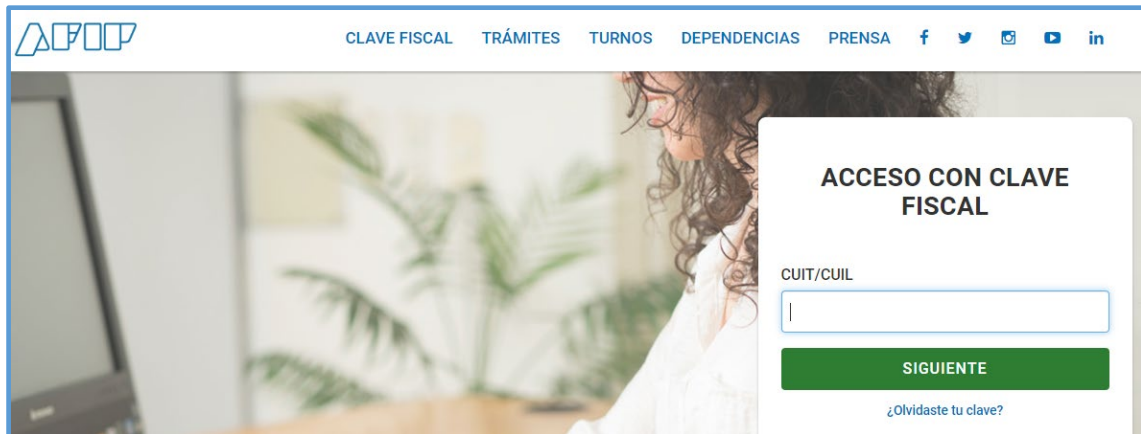 AFIP
CLAVE FISCAL TRÁMITES TURNOS DEPENDENCIAS PRENSA
ACCESO CON CLAVE
FISCAL
CUIT/CUIL
SIGUIENTE
¿Olvidaste tu clave?